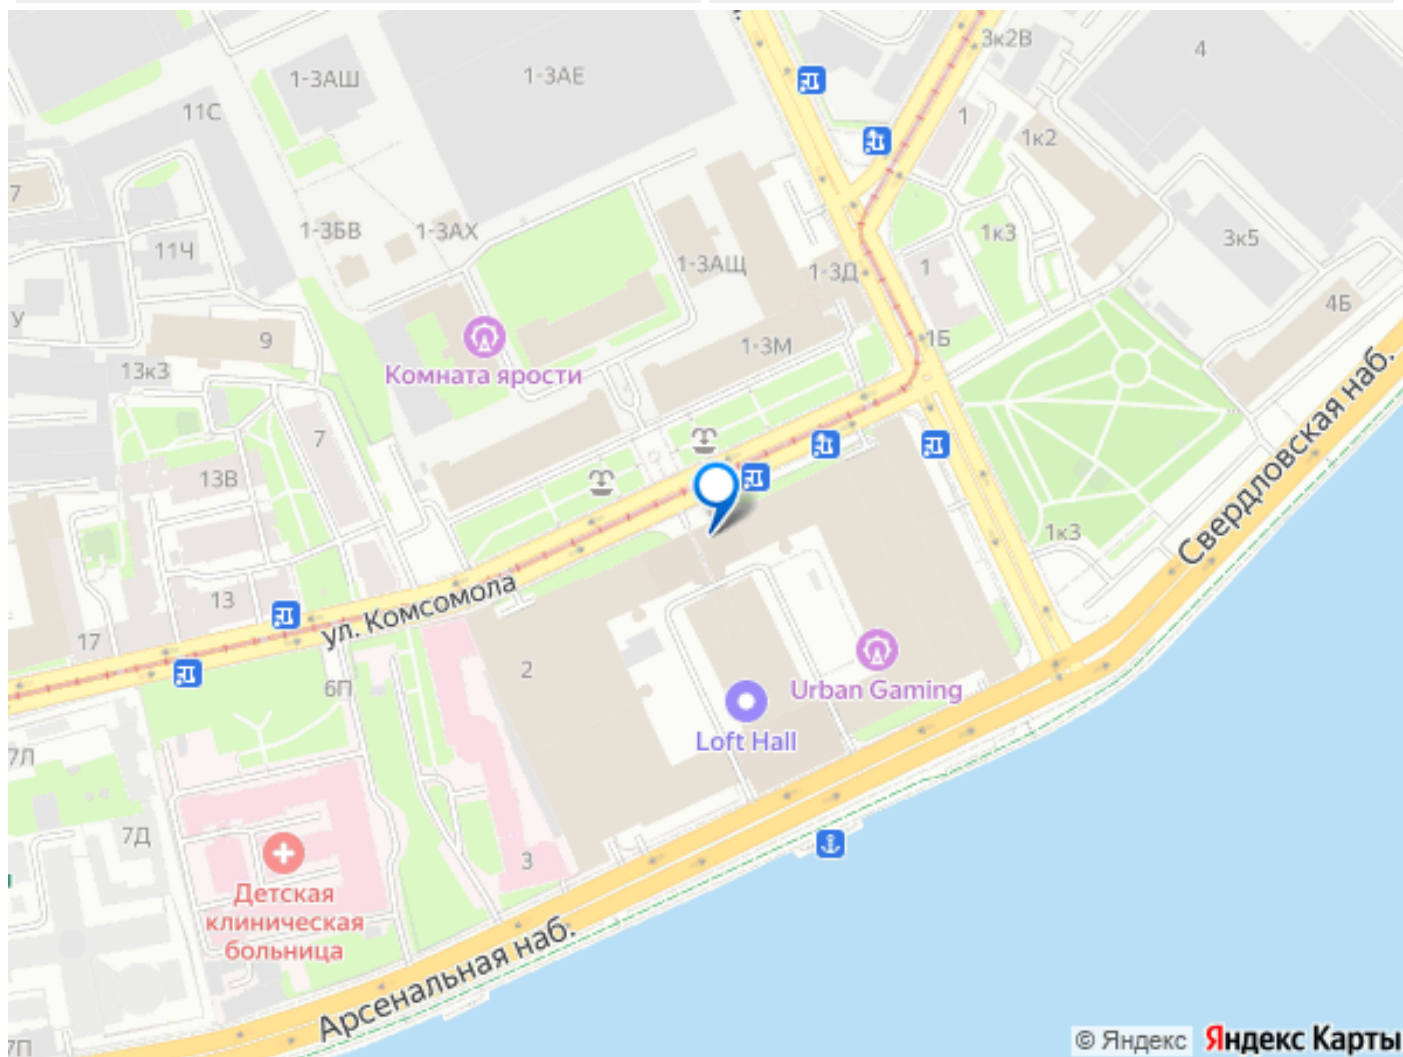 3к2В
4
1-3АШ
1-3АЕ
11С
1
1к2
7
1-3БВ
1-3АХ
11Ч
1-3АЩ
1-3Д
1к3
3к5
1
4Б
У
9
1-3М
1Б
13к3
Комната ярости
7
13В
Свердловская наб.
1к3
13
ул. Комсомола
17
2
6П
Urban Gaming
Loft Hall
7Л
7Д
3
Детская
клиническая
больница
Арсенальная наб.
7П
© Яндекс
Яндекс Карты